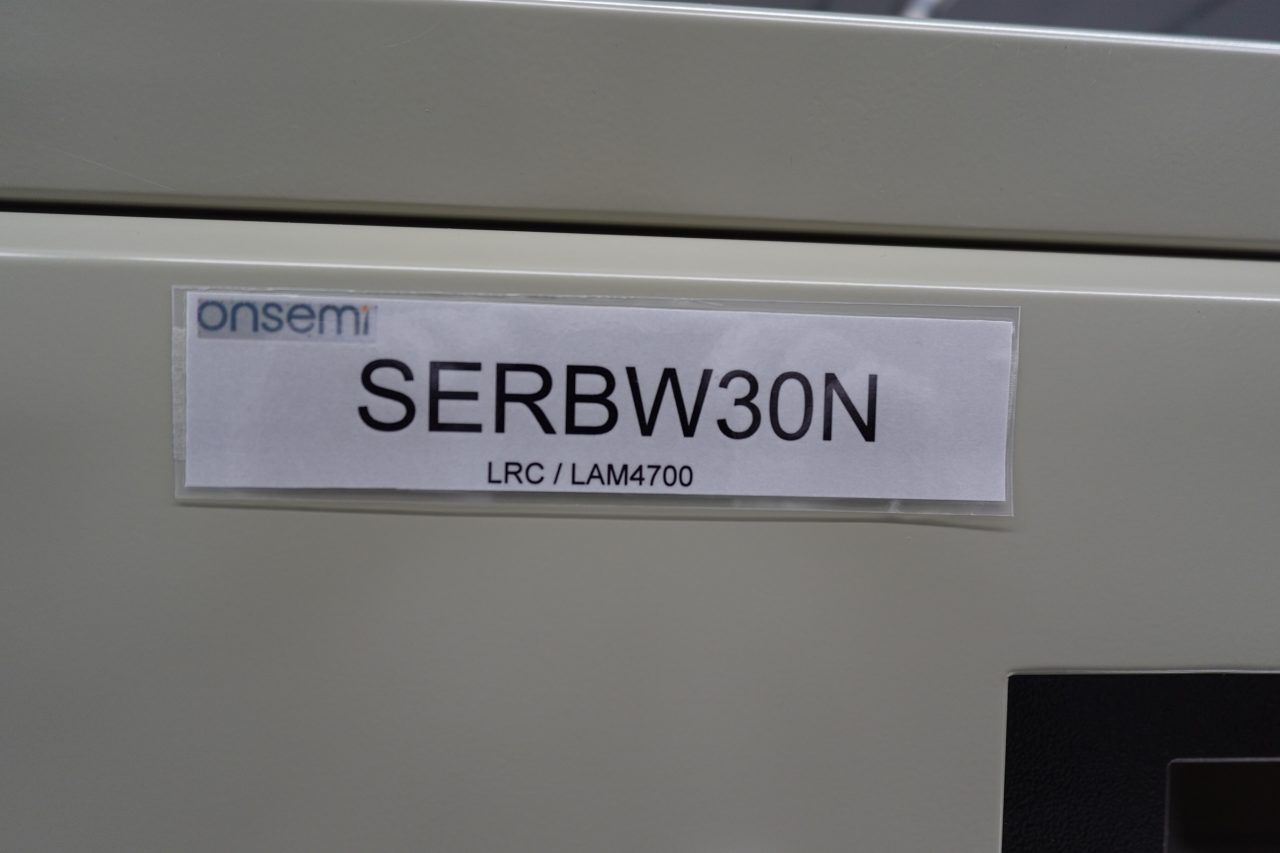 onsemi
SERBW30N
LRC / LAM4700